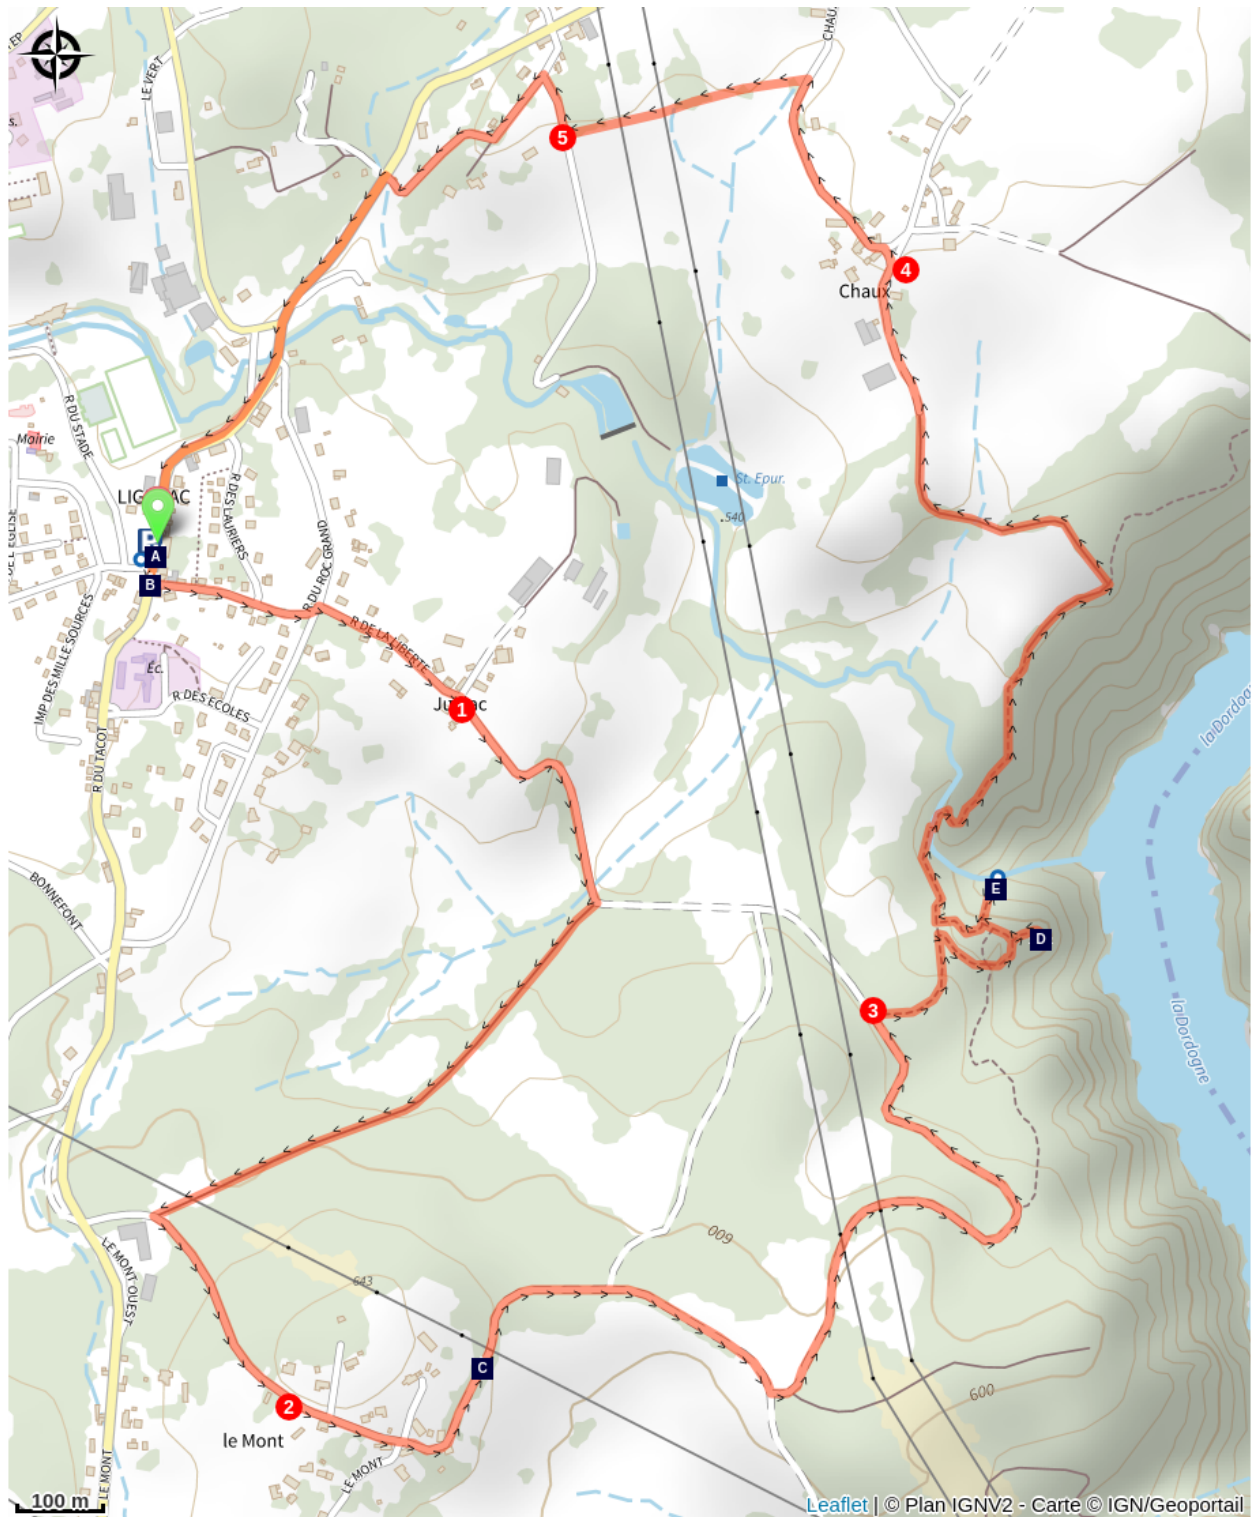 LE VERT
CHAUX
s.
5
4
Chaux
R DU STADE
Mairie
LIG AC
St. Epur.
540
R DES LAURIERS
R DU ROC GRAND
P
A
B
R DE LA LIBERTE
IMP DES MILLE SOURCES
Éc.
R DES ECOLES
1
la Dordogne
R DU TACOT
BONNEFONT
E
D
3
la Dordogne
600
LE MONT OUEST
643
C
600
2
le Mont
LE MONT
LE MONT
100 m
Leaflet | © Plan IGNV2 - Carte © IGN/Geoportail